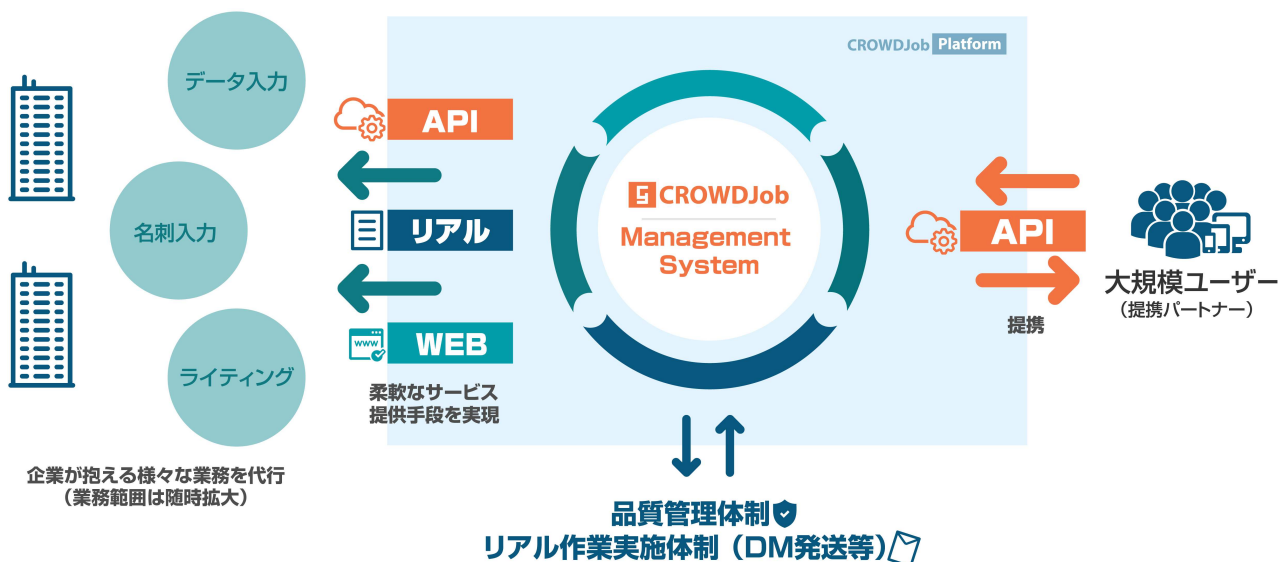 CROWDJob Platform
データ入力
名刺入力
ライティング
企業が抱える様々な業務を代行
（業務範囲は随時拡大）
API
リアル
www
WEB
柔軟なサービス
提供手段を実現
CROWDJob
Management
System
API
提携
大規模ユーザー
（提携パートナー）
品質管理体制
リアル作業実施体制（DM発送等）